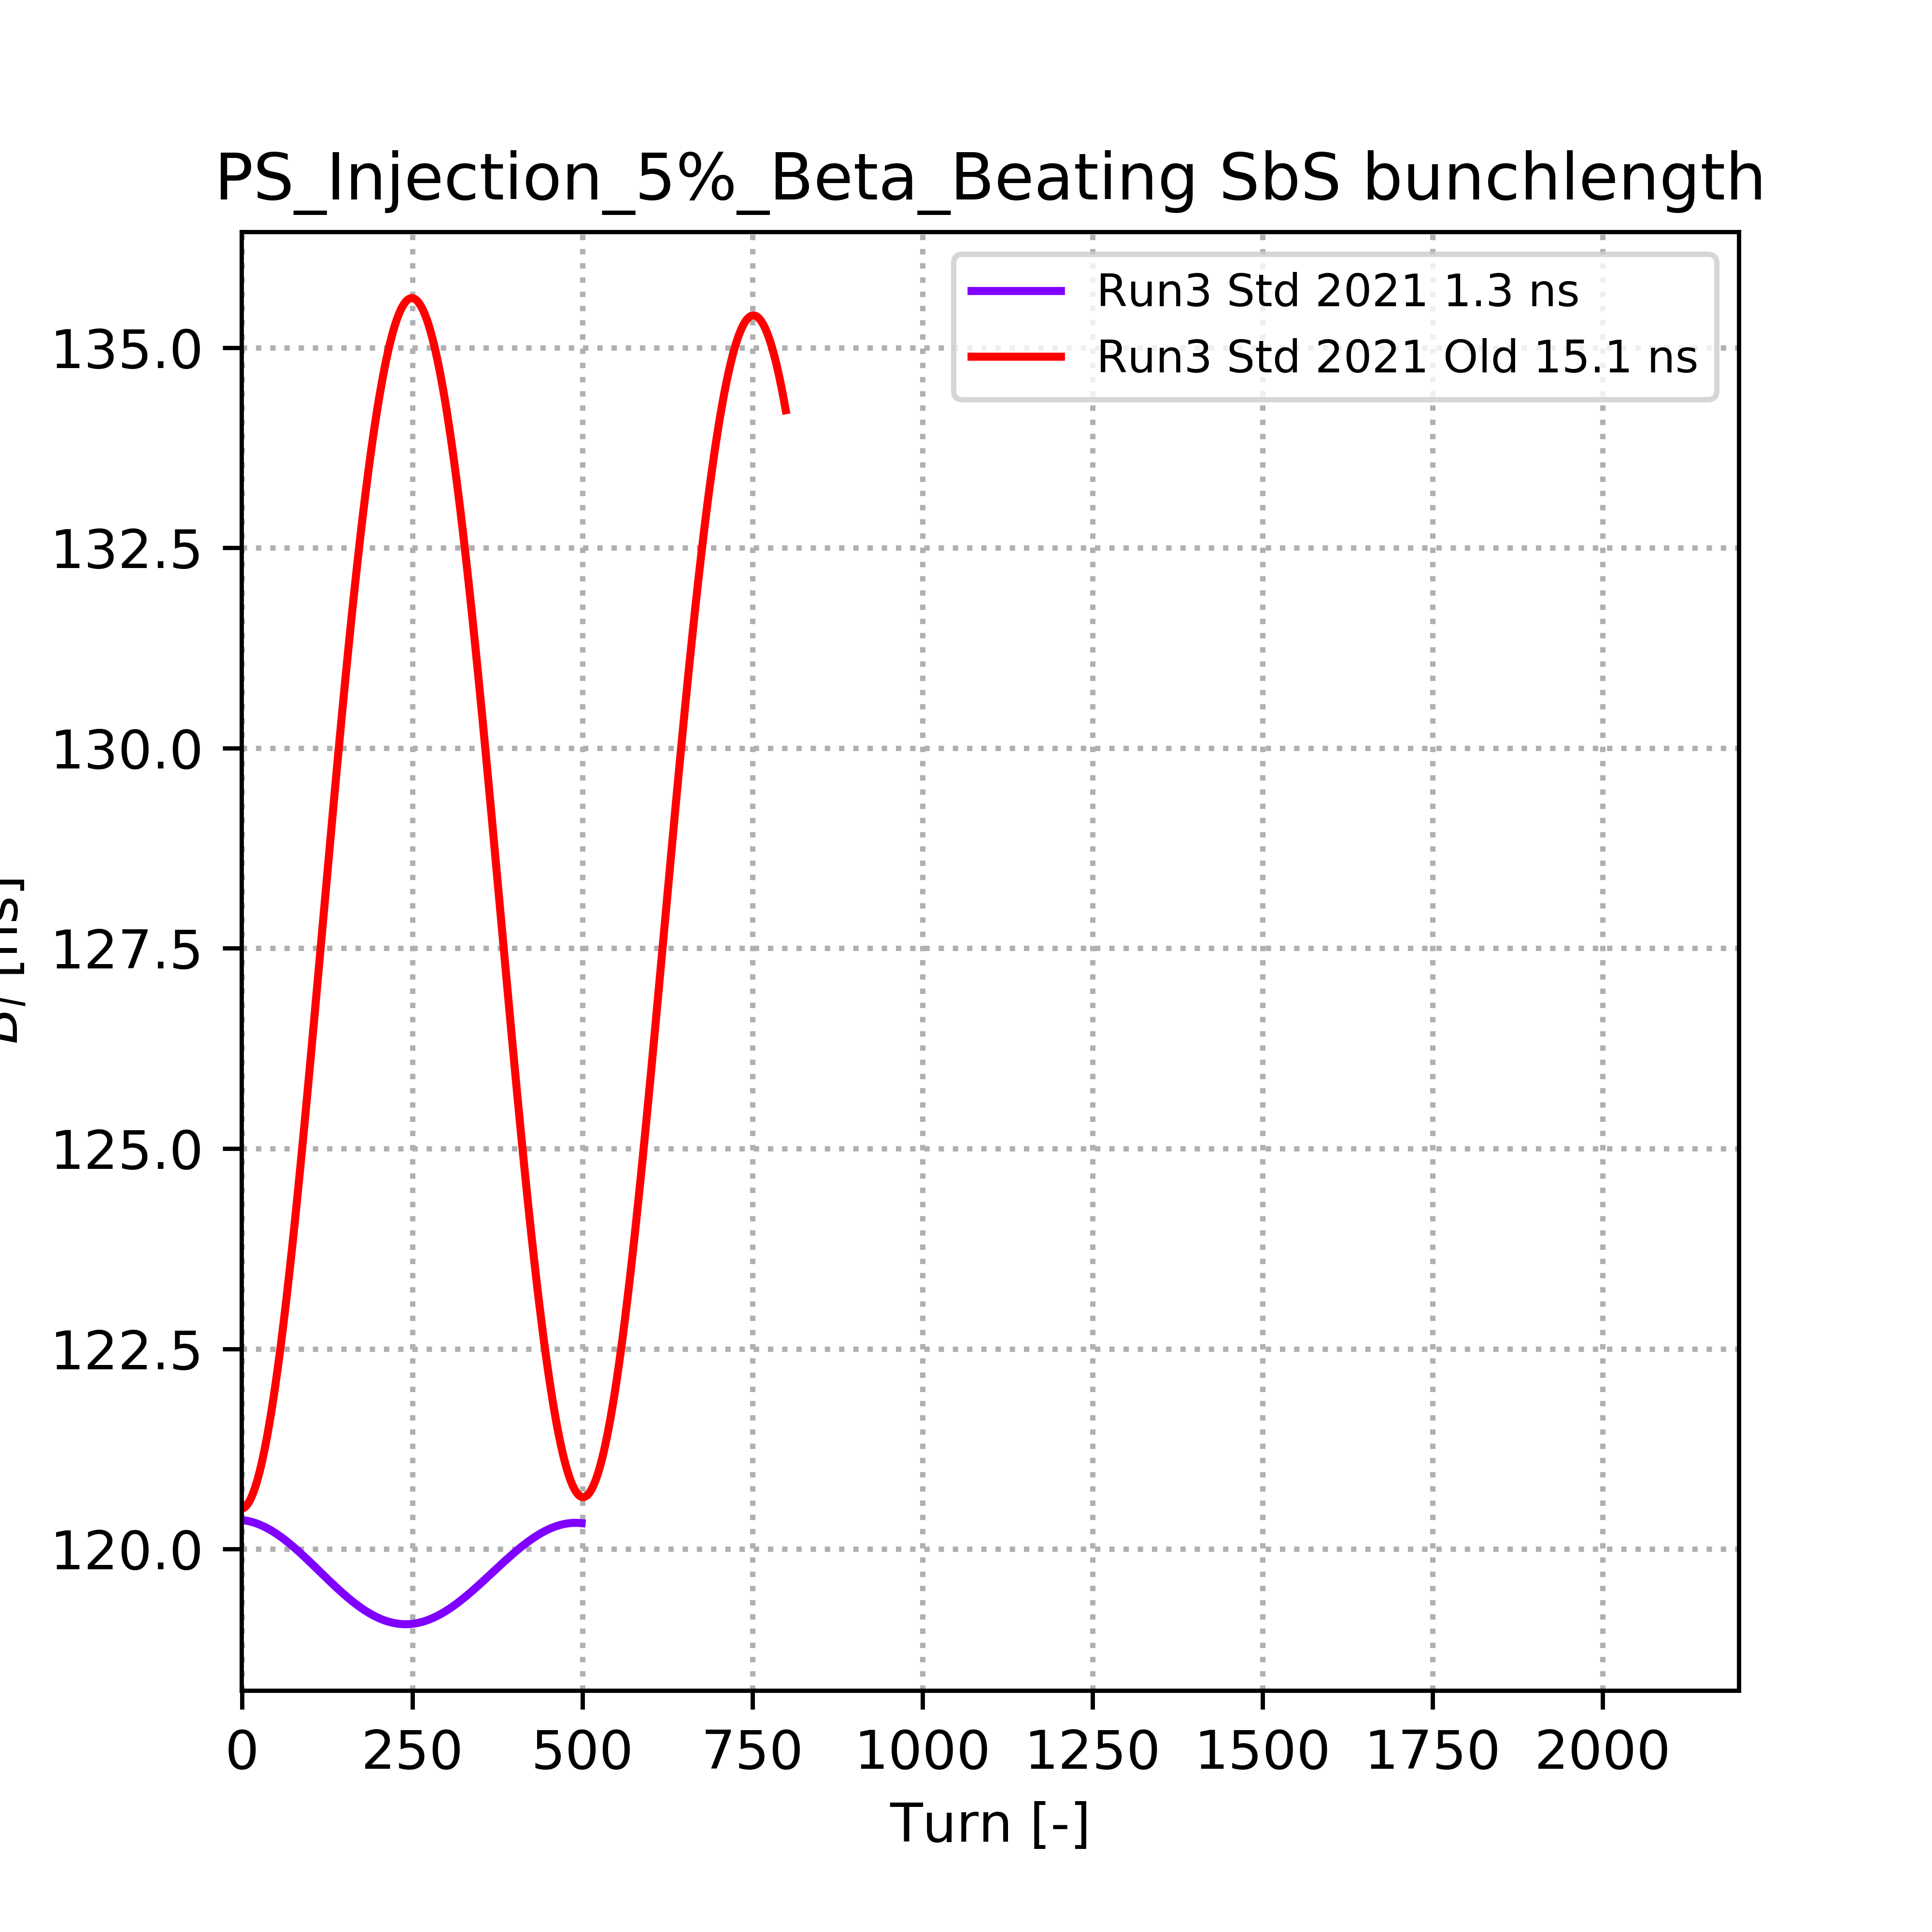 PS_Injection_5%_Beta_Beating SbS bunchlength
Run3 Std 2021 1.3 ns
Run3 Std 2021 Old 15.1 ns
135.0
132.5
130.0
127.5
125.0
122.5
120.0
0 250 500 750 1000 1250 1500 1750 2000
Turn [-]